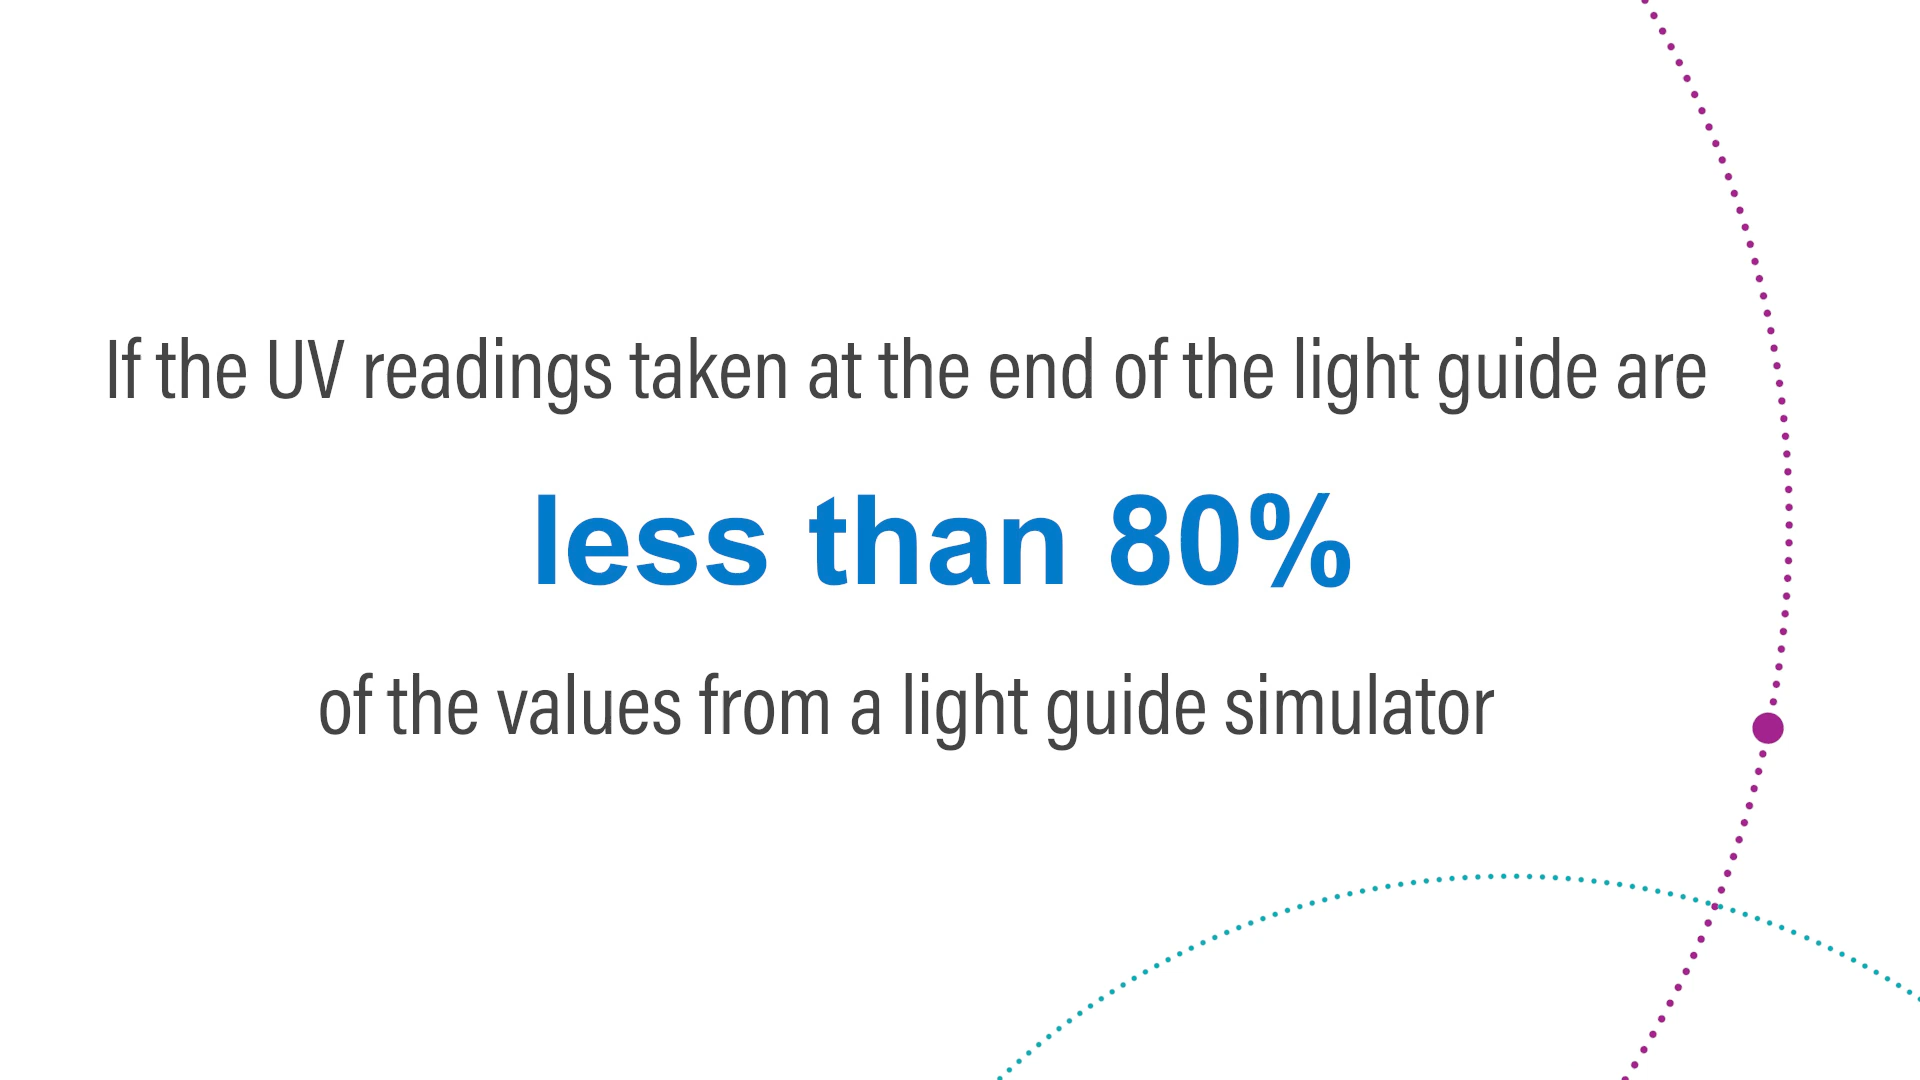 If the UV readings taken at the end of the light guide are
less than 80%
of the values from a light guide simulator